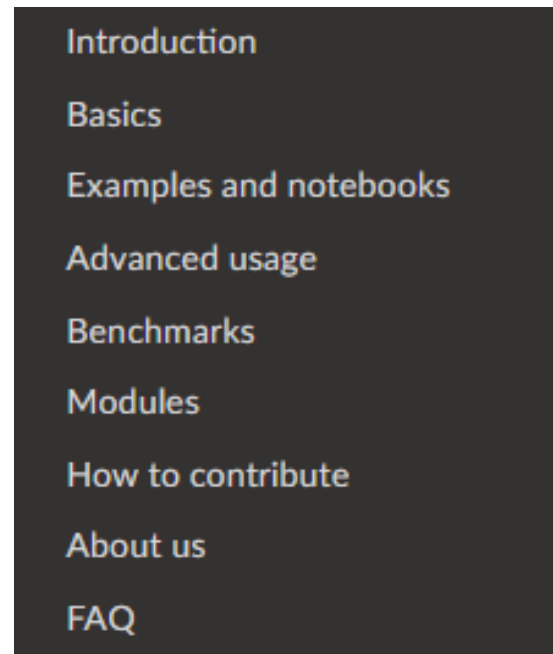 Introduction
Basics
Examples and notebooks
Advanced usage
Benchmarks
Modules
How to contribute
About us
FAQ